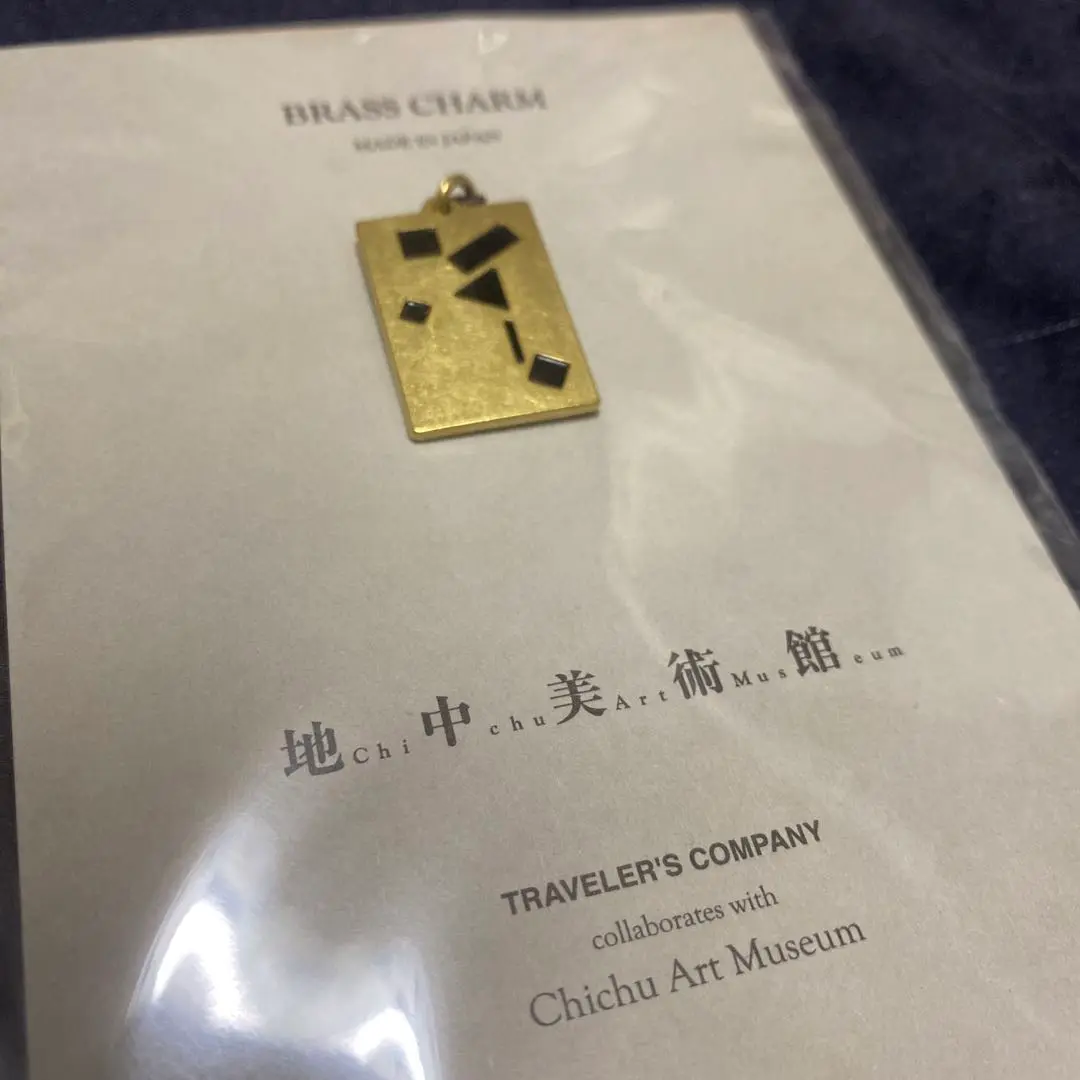 BRASS CHARM
MADE IN JAPAN
地Chi中chu美Art術Mus館eum
TRAVELER'S COMPANY
collaborates with
Chichu Art Museum